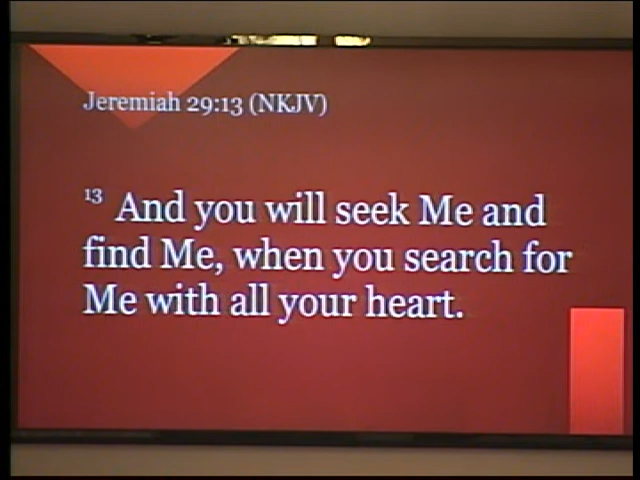 Jeremiah 29:13 (NKJV)
13 And you will seek Me and
find Me, when you search for
Me with all your heart.